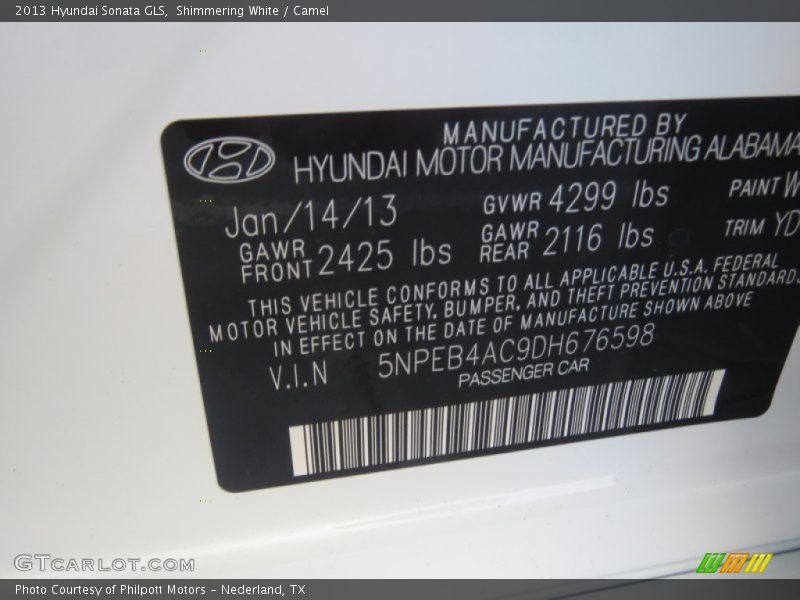 2013 Hyundai Sonata GLS, Shimmering White / Camel
MANUFACTURED BY
HYUNDAI MOTOR MANUFACTURING ALABAMA
Jan/14/13 GVWR 4299 lbs PAINT W
GAWR FRONT 2425 lbs GAWR REAR 2116 lbs TRIM YD
THIS VEHICLE CONFORMS TO ALL APPLICABLE U.S.A. FEDERAL
MOTOR VEHICLE SAFETY, BUMPER, AND THEFT PREVENTION STANDARDS
IN EFFECT ON THE DATE OF MANUFACTURE SHOWN ABOVE
V.I.N 5NPEB4AC9DH676598
PASSENGER CAR
GTCARLOT.COM
Photo Courtesy of Philpott Motors - Nederland, TX